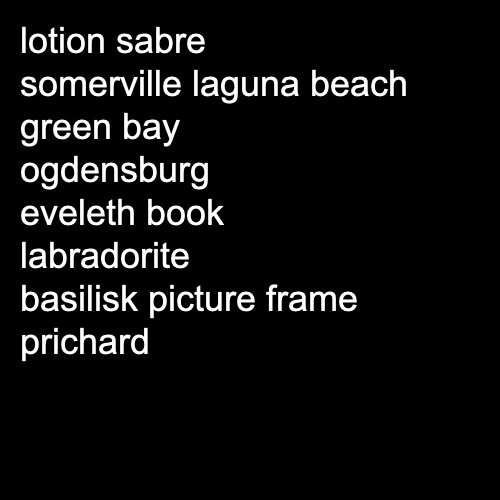 lotion sabre
somerville laguna beach
green bay
ogdensburg
eveleth book
labradorite
basilisk picture frame
prichard